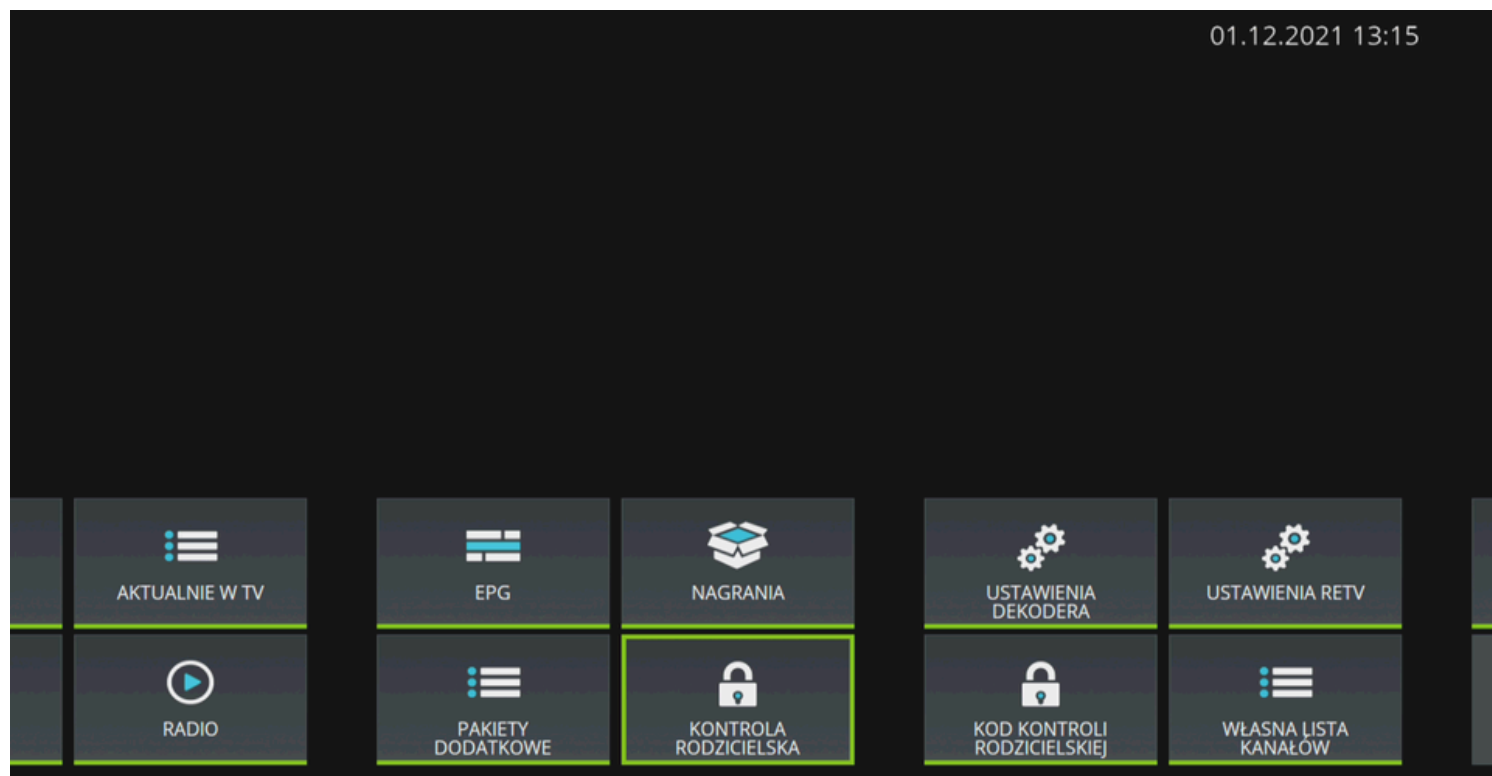 01.12.2021 13:15
AKTUALNIE W TV
EPG
NAGRANIA
USTAWIENIA
DEKODERA
USTAWIENIA RETV
RADIO
PAKIETY
DODATKOWE
KONTROLA
RODZICIELSKA
KOD KONTROLI
RODZICIELSKIEJ
WŁASNA LISTA
KANAŁÓW